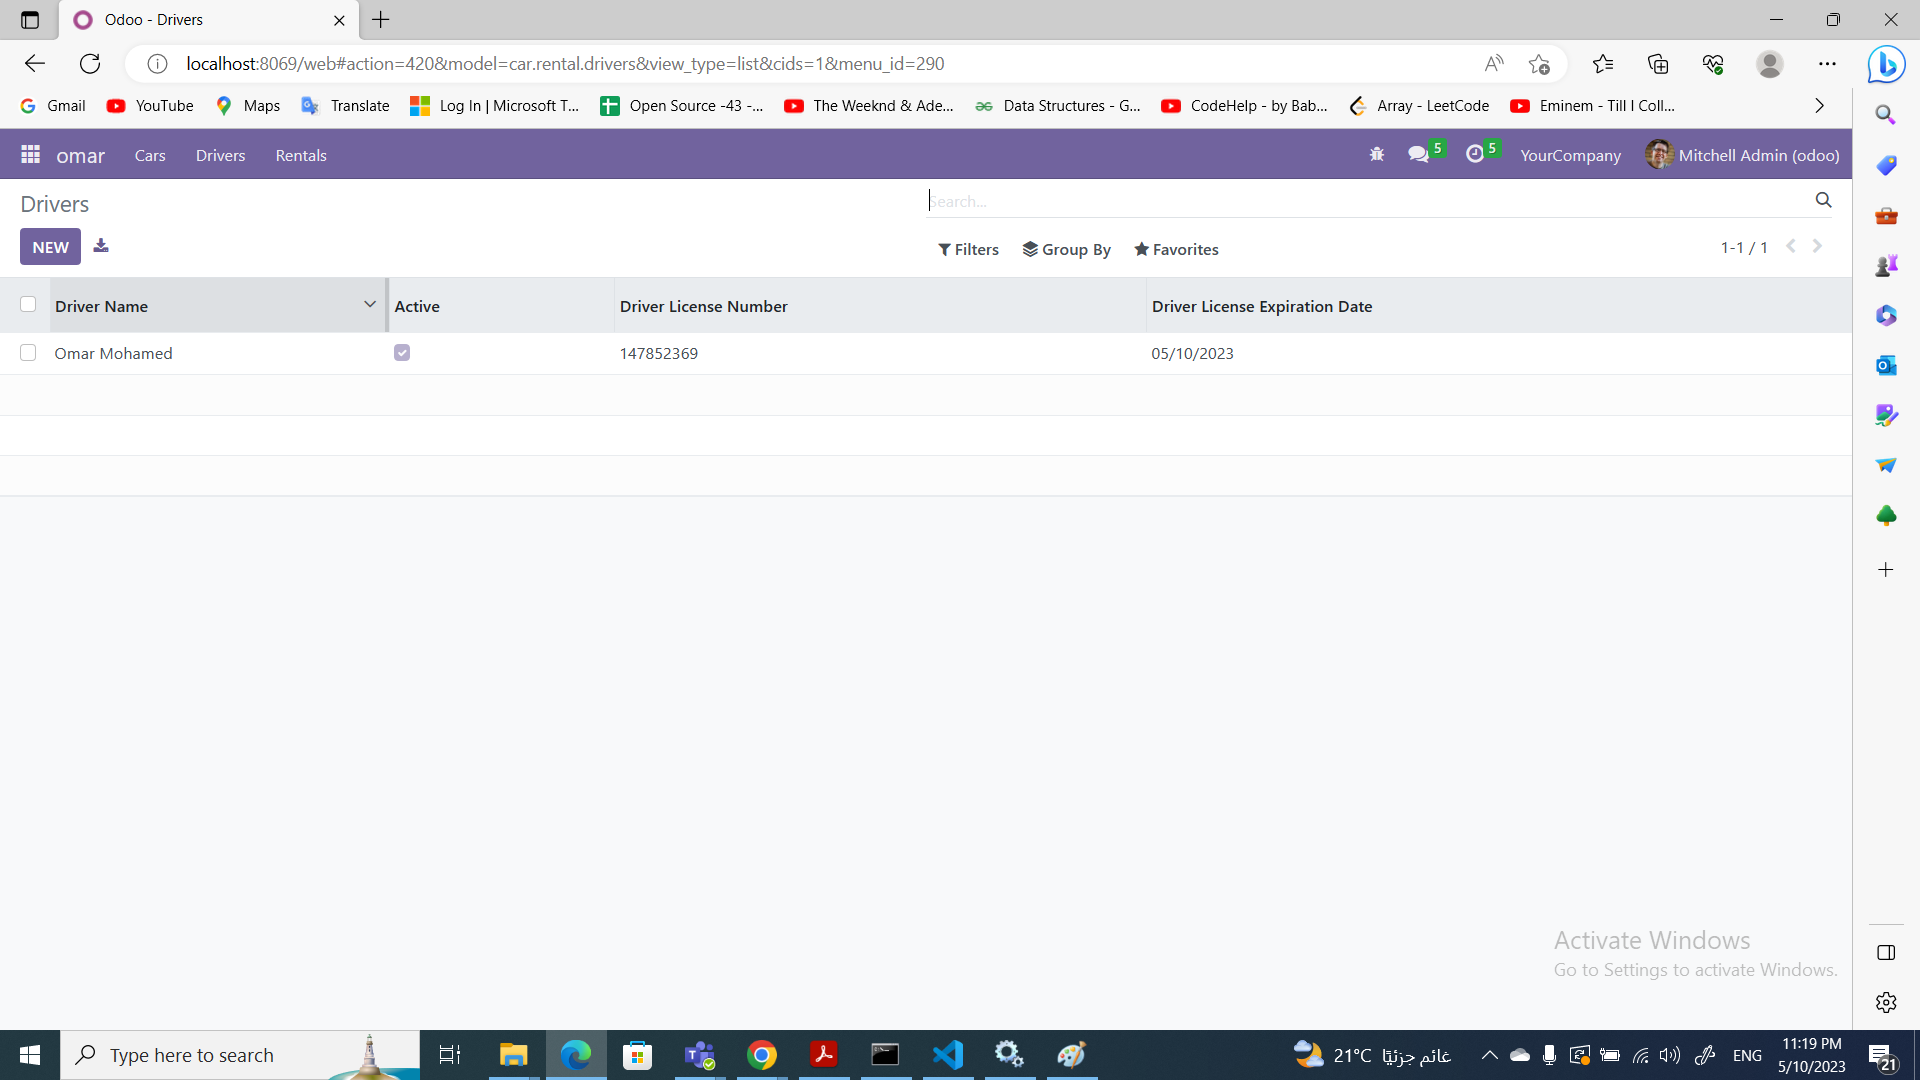 Odoo - Drivers
localhost:8069/web#action=420&model=car.rental.drivers&view_type=list&cids=1&menu_id=290
Gmail YouTube Maps Translate Log In | Microsoft T... Open Source -43 -... The Weeknd & Ade... Data Structures - G... CodeHelp - by Bab... Array - LeetCode Eminem - Till I Coll...
omar Cars Drivers Rentals 5 5 YourCompany Mitchell Admin (odoo)
Drivers
Search...
NEW
Filters Group By Favorites 1-1 / 1
Driver Name Active Driver License Number Driver License Expiration Date
Omar Mohamed 147852369 05/10/2023
Activate Windows
Go to Settings to activate Windows.
Type here to search
21°C غائم جزئيًا
ENG
11:19 PM
5/10/2023
21